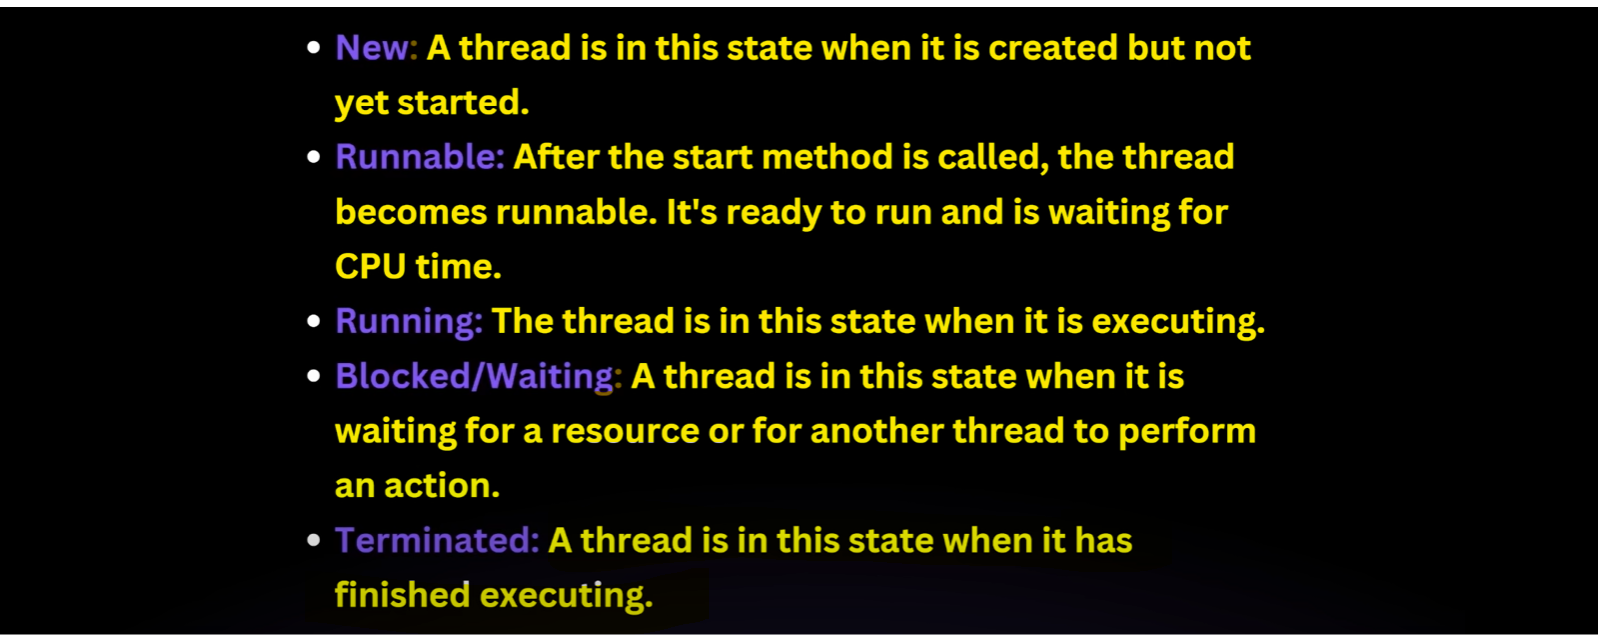 • New: A thread is in this state when it is created but not
yet started.
• Runnable: After the start method is called, the thread
becomes runnable. It's ready to run and is waiting for
CPU time.
• Running: The thread is in this state when it is executing.
• Blocked/Waiting: A thread is in this state when it is
waiting for a resource or for another thread to perform
an action.
• Terminated: A thread is in this state when it has
finished executing.